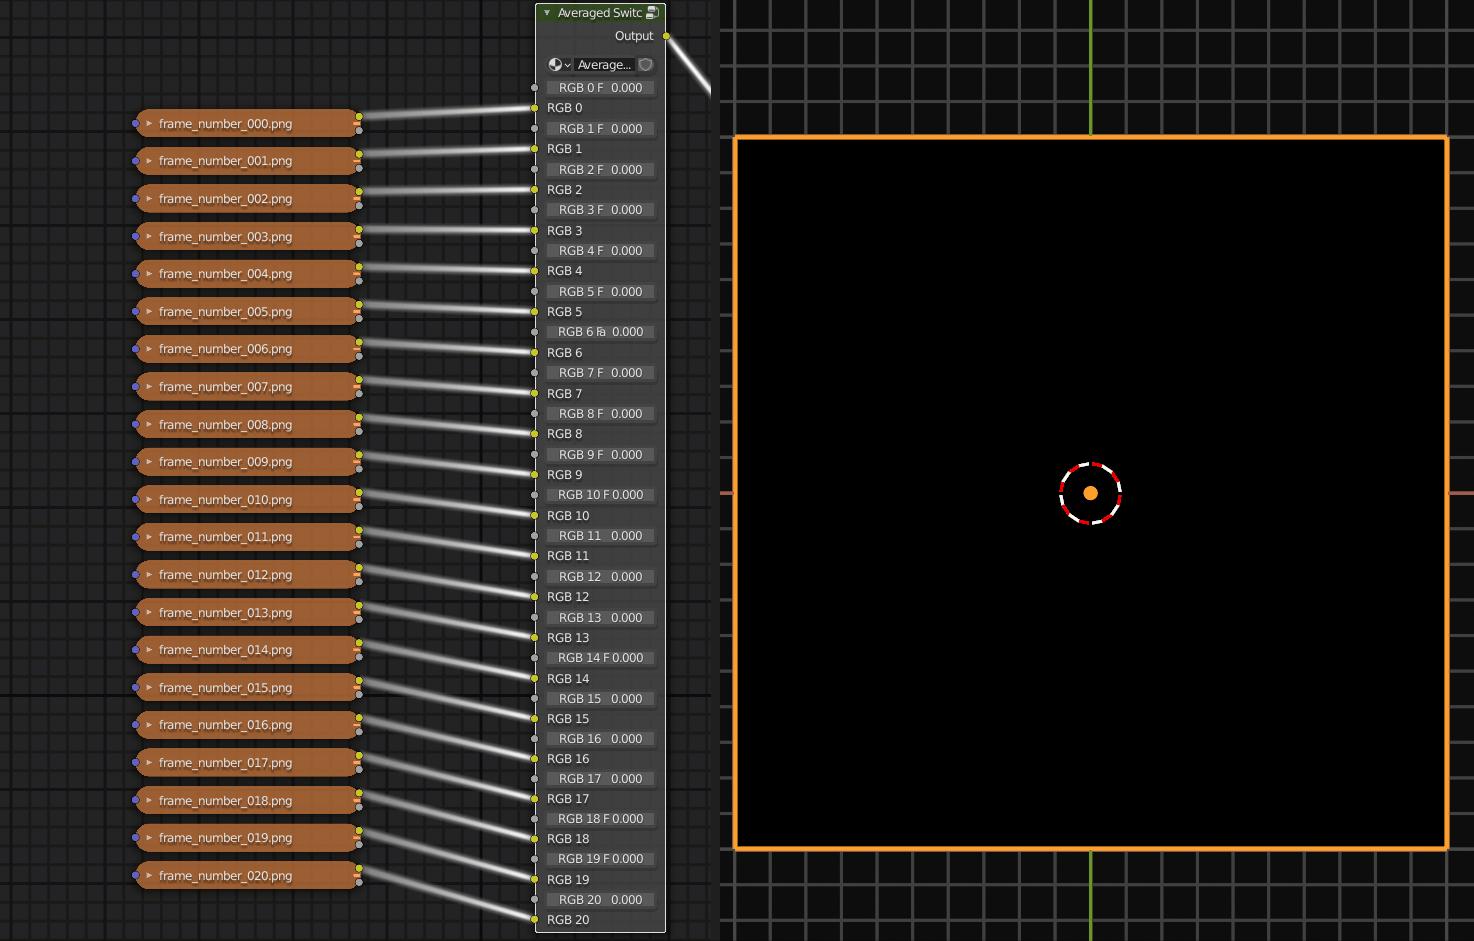 Averaged Switc
Output
Average...
RGB 0 F 0.000
RGB 0
RGB 1 F 0.000
RGB 1
RGB 2 F 0.000
RGB 2
RGB 3 F 0.000
RGB 3
RGB 4 F 0.000
RGB 4
RGB 5 F 0.000
RGB 5
RGB 6 Fa 0.000
RGB 6
RGB 7 F 0.000
RGB 7
RGB 8 F 0.000
RGB 8
RGB 9 F 0.000
RGB 9
RGB 10 F 0.000
RGB 10
RGB 11 0.000
RGB 11
RGB 12 0.000
RGB 12
RGB 13 0.000
RGB 13
RGB 14 F 0.000
RGB 14
RGB 15 0.000
RGB 15
RGB 16 0.000
RGB 16
RGB 17 0.000
RGB 17
RGB 18 F 0.000
RGB 18
RGB 19 F 0.000
RGB 19
RGB 20 0.000
RGB 20
frame_number_000.png
frame_number_001.png
frame_number_002.png
frame_number_003.png
frame_number_004.png
frame_number_005.png
frame_number_006.png
frame_number_007.png
frame_number_008.png
frame_number_009.png
frame_number_010.png
frame_number_011.png
frame_number_012.png
frame_number_013.png
frame_number_014.png
frame_number_015.png
frame_number_016.png
frame_number_017.png
frame_number_018.png
frame_number_019.png
frame_number_020.png